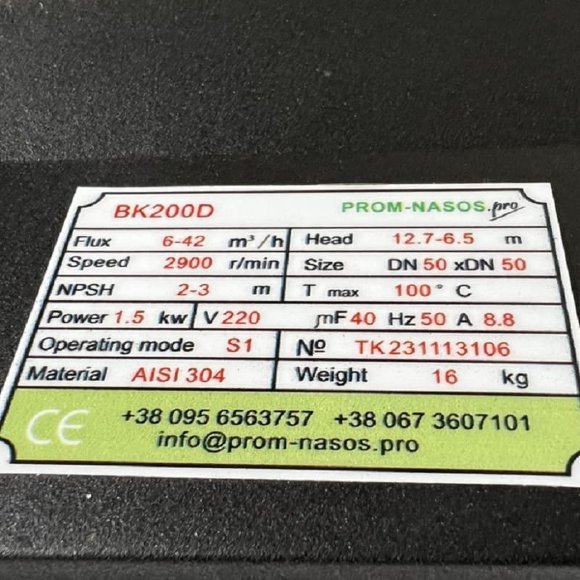 BK200D PROM-NASOS.pro
Flux 6-42 m³/h Head 12.7-6.5 m
Speed 2900 r/min Size DN 50 xDN 50
NPSH 2-3 m T max 100° C
Power 1.5 kw V 220 mF 40 Hz 50 A 8.8
Operating mode S1 Nº TK231113106
Material AISI 304 Weight 16 kg
CE +38 095 6563757 +38 067 3607101
info@prom-nasos.pro